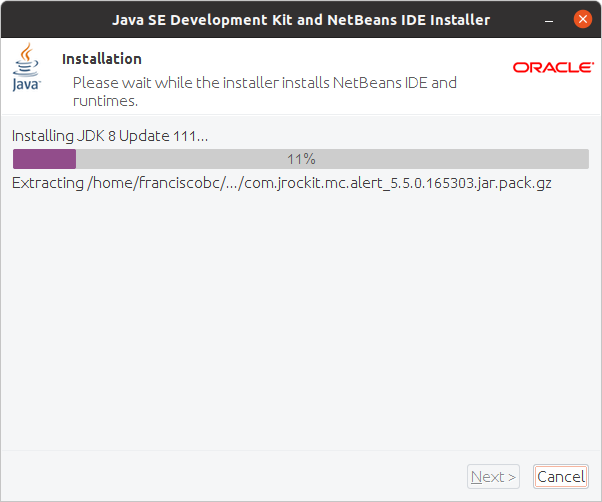 Java SE Development Kit and NetBeans IDE Installer
Installation
Please wait while the installer installs NetBeans IDE and
runtimes.
Java
ORACLE
Installing JDK 8 Update 111...
11%
Extracting /home/franciscobc/.../com.jrockit.mc.alert_5.5.0.165303.jar.pack.gz
Next >
Cancel